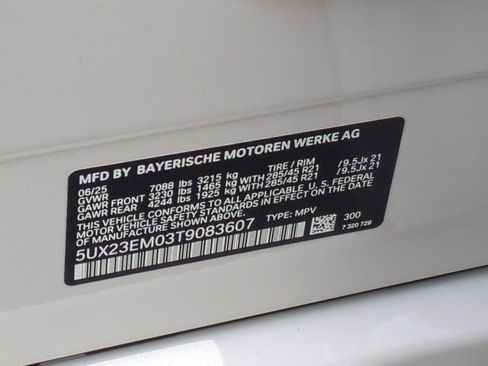 MFD BY BAYERISCHE MOTOREN WERKE AG
06/25 7088 lbs 3215 kg TIRE / RIM
GVWR
GAWR FRONT 3230 lbs 1465 kg WITH 285/45 R21 / 9.5Jx 21
GAWR REAR 4244 lbs 1925 kg WITH 285/45 R21 / 9.5Jx 21
THIS VEHICLE CONFORMS TO ALL APPLICABLE U.S. FEDERAL
MOTOR VEHICLE SAFETY STANDARDS IN EFFECT ON THE DATE OF
MANUFACTURE SHOWN ABOVE.
5UX23EM03T9083607 TYPE: MPV
300
7 320 729